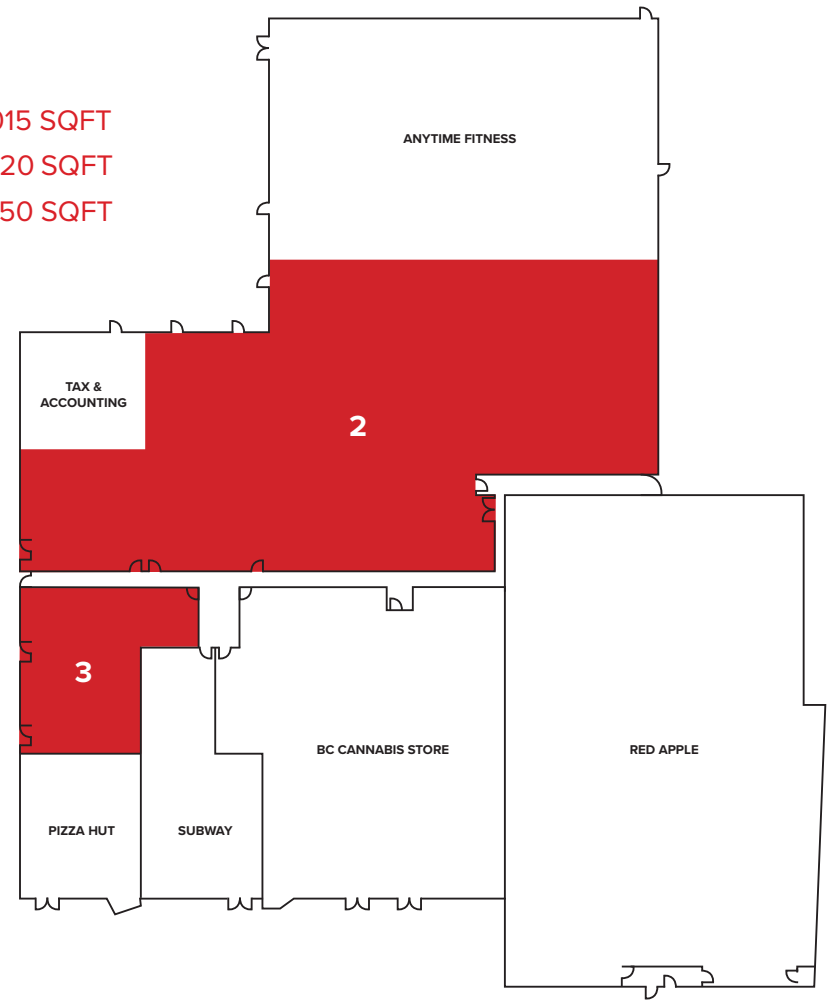 015 SQFT
20 SQFT
50 SQFT
ANYTIME FITNESS
TAX &
ACCOUNTING
2
3
BC CANNABIS STORE
RED APPLE
PIZZA HUT
SUBWAY